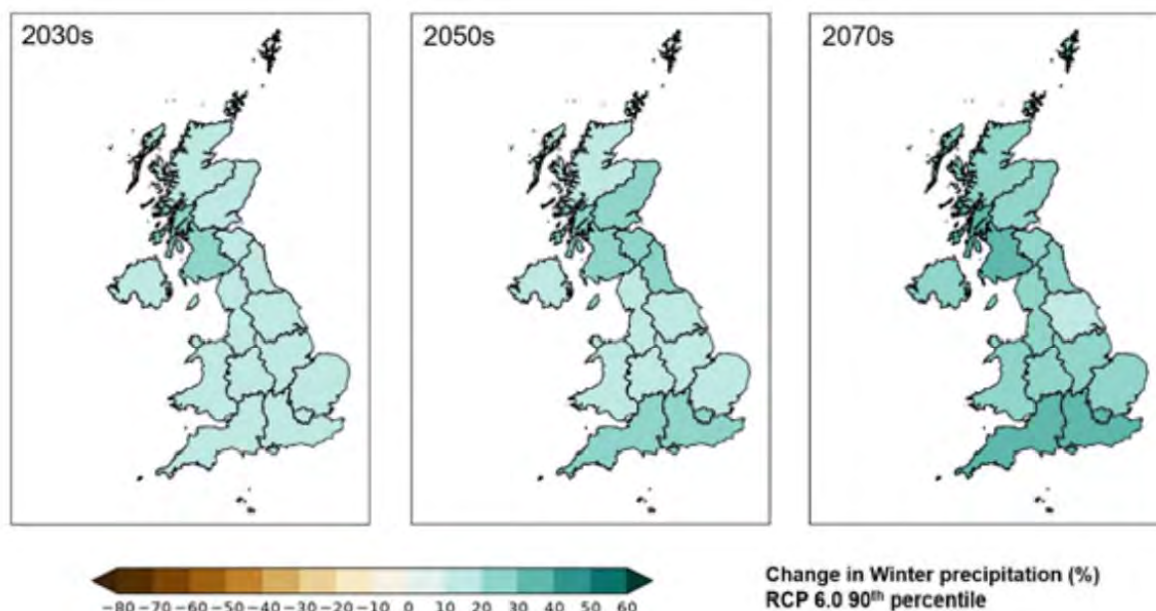 2030s
2050s
2070s
−80 −70 −60 −50 −40 −30 −20 −10 0 10 20 30 40 50 60
Change in Winter precipitation (%)
RCP 6.0 90th percentile